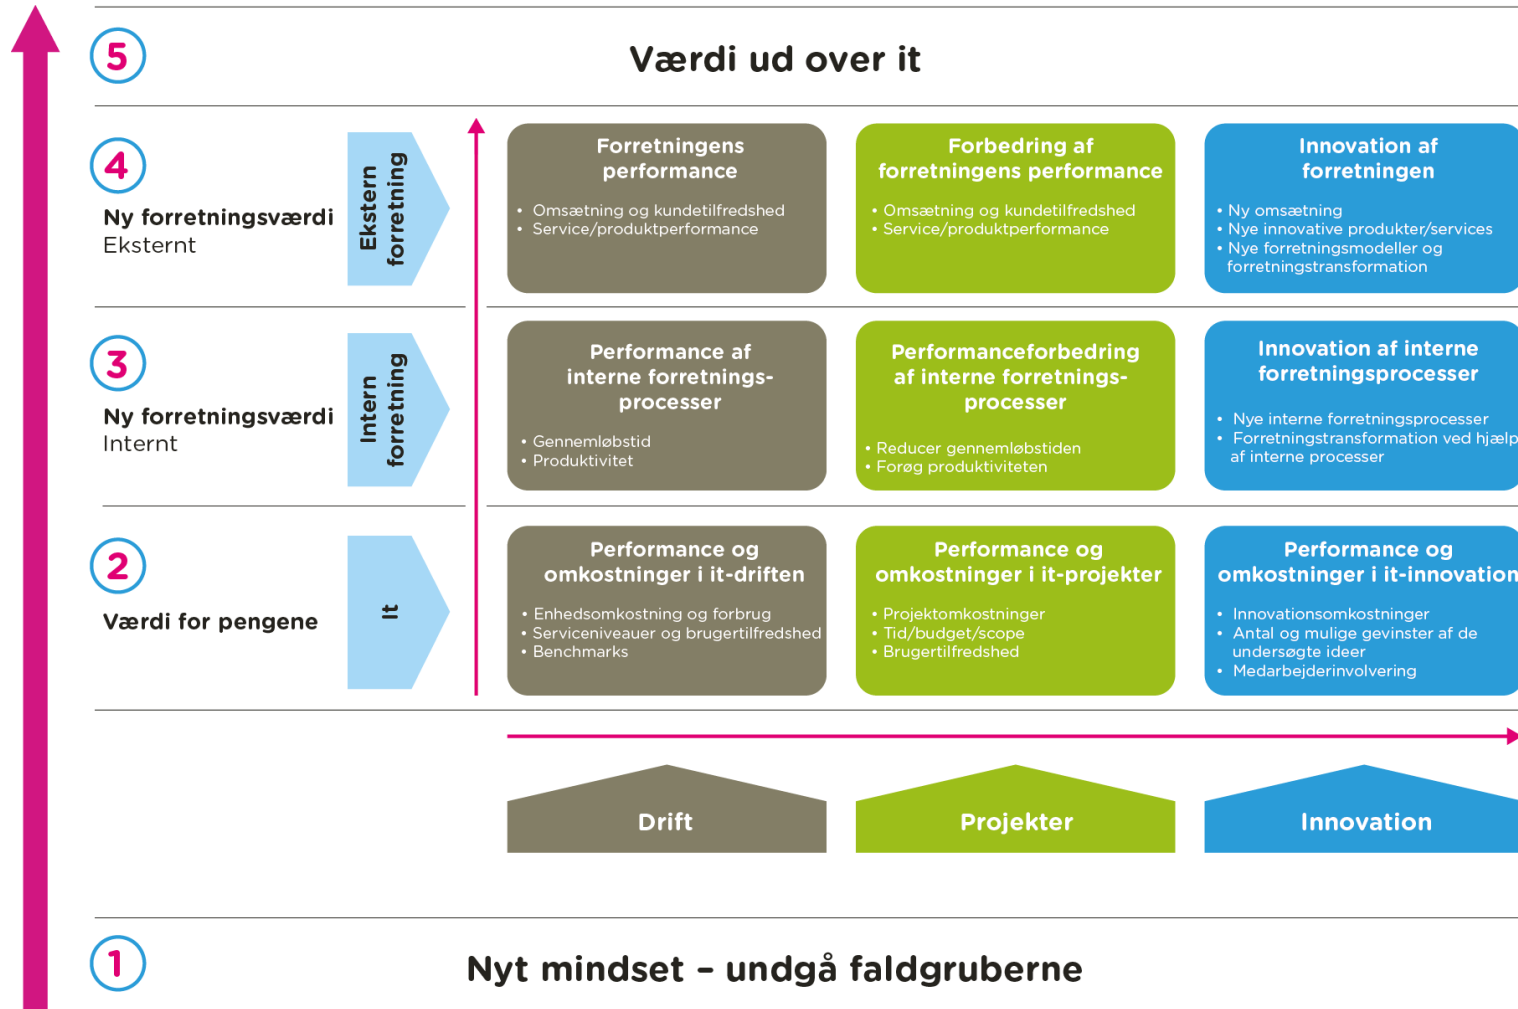 5
Værdi ud over it
4
Ny forretningsværdi
Eksternt
Ekstern
forretning
Forretningens
performance
• Omsætning og kundetilfredshed
• Service/produktperformance
Forbedring af
forretningens performance
• Omsætning og kundetilfredshed
• Service/produktperformance
Innovation af
forretningen
• Ny omsætning
• Nye innovative produkter/services
• Nye forretningsmodeller og
forretningstransformation
3
Ny forretningsværdi
Internt
Intern
forretning
Performance af
interne forretnings-
processer
• Gennemløbstid
• Produktivitet
Performanceforbedring
af interne forretnings-
processer
• Reducer gennemløbstiden
• Forøg produktiviteten
Innovation af interne
forretningsprocesser
• Nye interne forretningsprocesser
• Forretningstransformation ved hjælp
af interne processer
2
Værdi for pengene
It
Performance og
omkostninger i it-driften
• Enhedsomkostning og forbrug
• Serviceniveauer og brugertilfredshed
• Benchmarks
Performance og
omkostninger i it-projekter
• Projektomkostninger
• Tid/budget/scope
• Brugertilfredshed
Performance og
omkostninger i it-innovation
• Innovationsomkostninger
• Antal og mulige gevinster af de
undersøgte ideer
• Medarbejderinvolvering
Drift
Projekter
Innovation
1
Nyt mindset – undgå faldgruberne